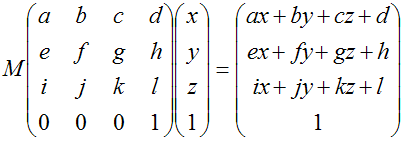 M ( a b c d ) ( x ) = ( ax + by + cz + d )
( e f g h ) ( y ) ( ex + fy + gz + h )
( i j k l ) ( z ) ( ix + jy + kz + l )
( 0 0 0 1 ) ( 1 ) ( 1 )